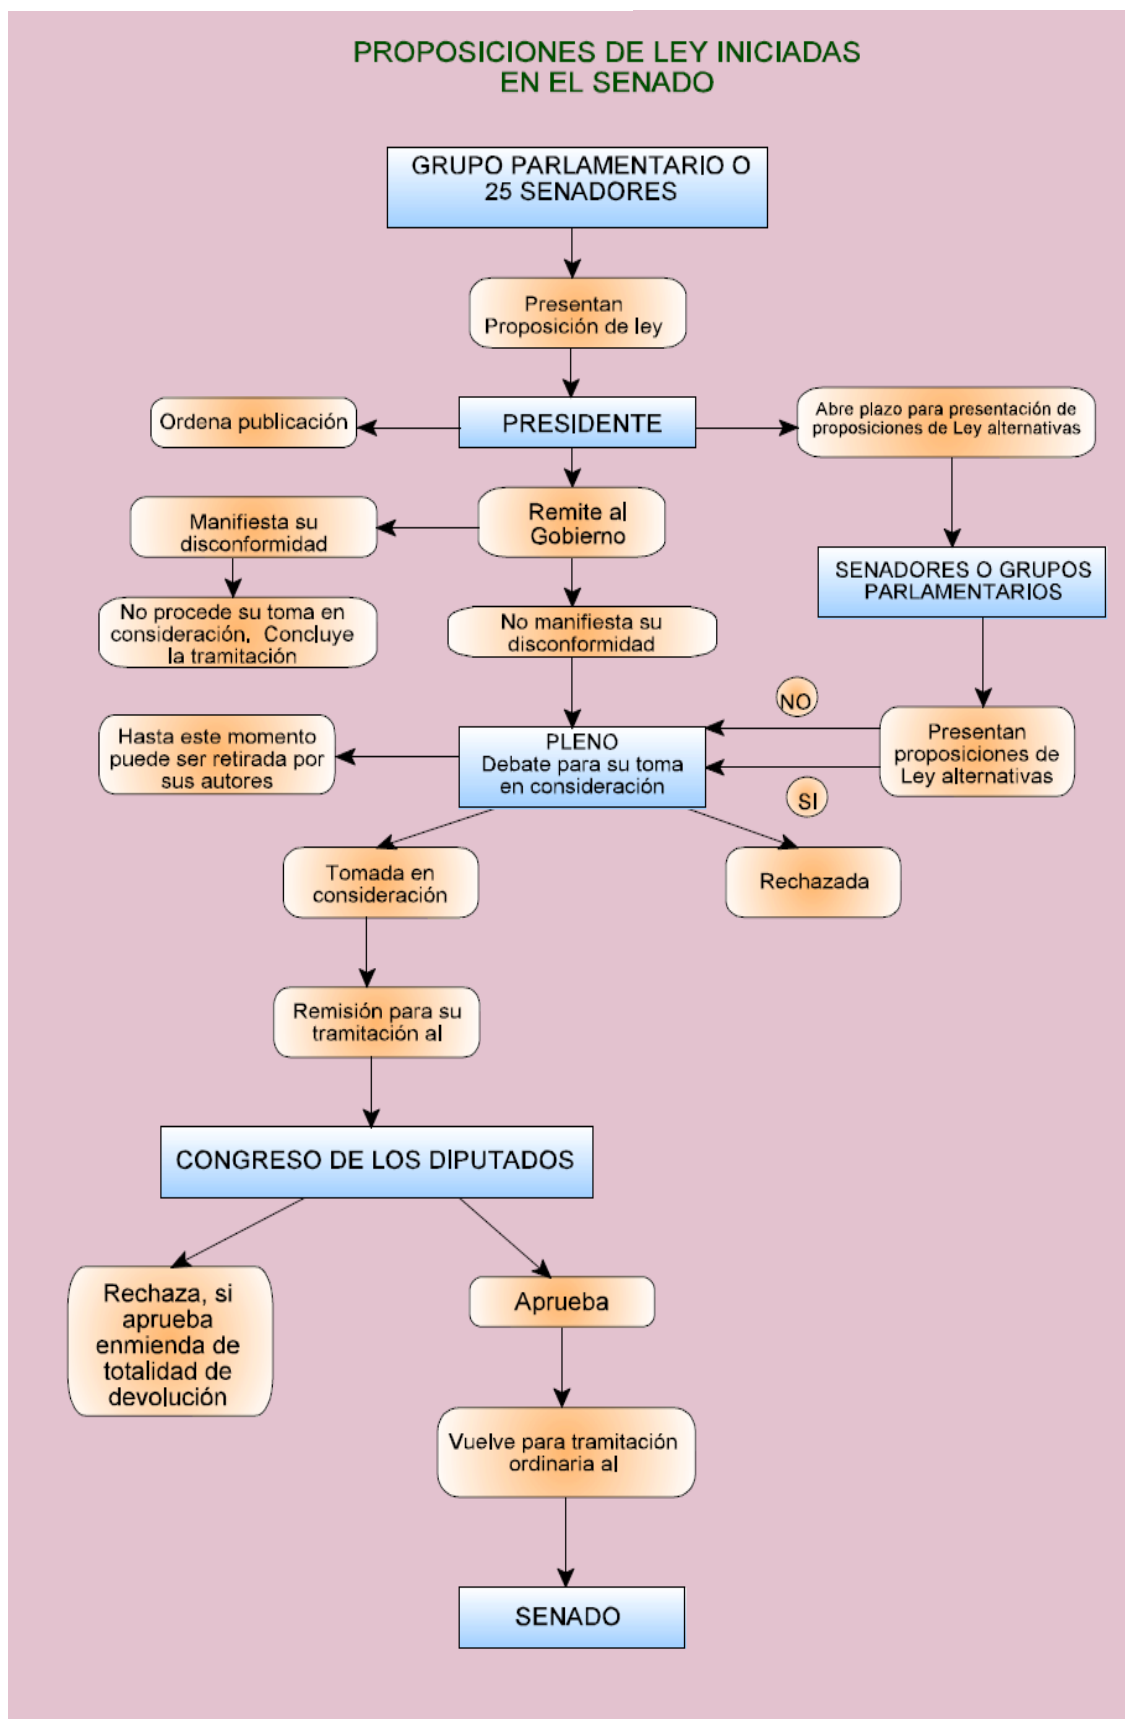 PROPOSICIONES DE LEY INICIADAS
EN EL SENADO
GRUPO PARLAMENTARIO O
25 SENADORES
Presentan
Proposición de ley
Ordena publicación
PRESIDENTE
Abre plazo para presentación de
proposiciones de Ley alternativas
Manifiesta su
disconformidad
Remite al
Gobierno
SENADORES O GRUPOS
PARLAMENTARIOS
No procede su toma en
consideración, Concluye
la tramitación
No manifiesta su
disconformidad
NO
Hasta este momento
puede ser retirada por
sus autores
PLENO
Debate para su toma
en consideración
Presentan
proposiciones de
Ley alternativas
SI
Tomada en
consideración
Rechazada
Remisión para su
tramitación al
CONGRESO DE LOS DIPUTADOS
Rechaza, si
aprueba
enmienda de
totalidad de
devolución
Aprueba
Vuelve para tramitación
ordinaria al
SENADO